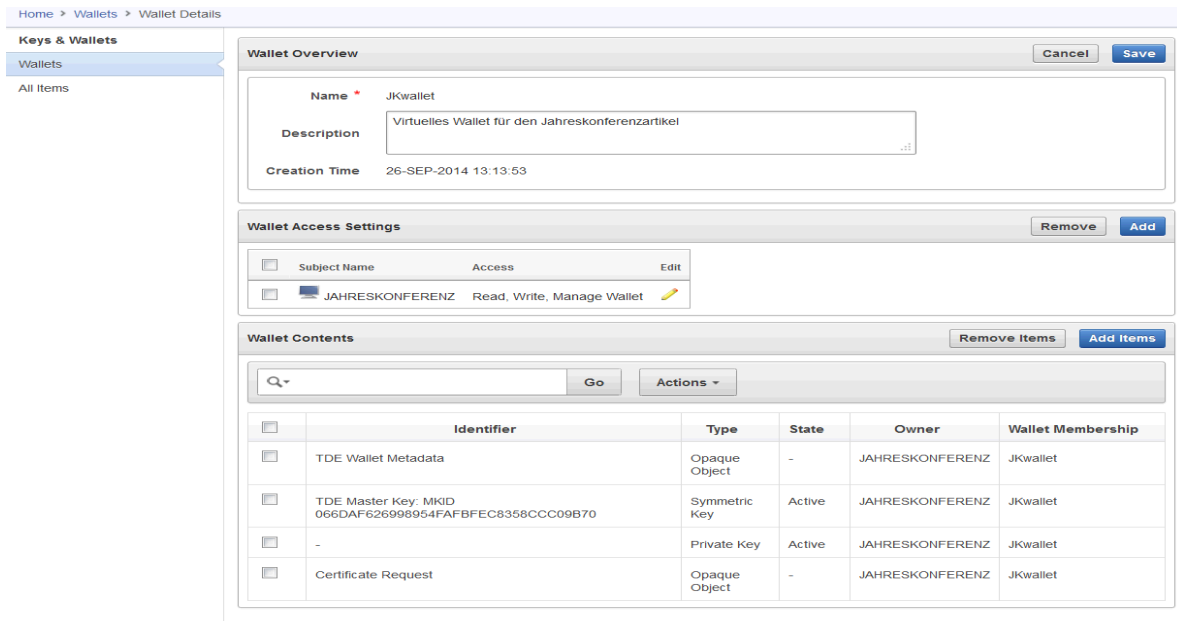 Home > Wallets > Wallet Details
Keys & Wallets
Wallets
All Items
Wallet Overview
Cancel
Save
Name * JKwallet
Description
Virtuelles Wallet für den Jahreskonferenzartikel
Creation Time 26-SEP-2014 13:13:53
Wallet Access Settings
Remove
Add
Subject Name Access Edit
JAHRESKONFERENZ Read, Write, Manage Wallet
Wallet Contents
Remove Items
Add Items
Go
Actions
Identifier Type State Owner Wallet Membership
TDE Wallet Metadata Opaque Object - JAHRESKONFERENZ JKwallet
TDE Master Key: MKID 066DAF626998954FAFBFEC8358CCC09B70 Symmetric Key Active JAHRESKONFERENZ JKwallet
- Private Key Active JAHRESKONFERENZ JKwallet
Certificate Request Opaque Object - JAHRESKONFERENZ JKwallet